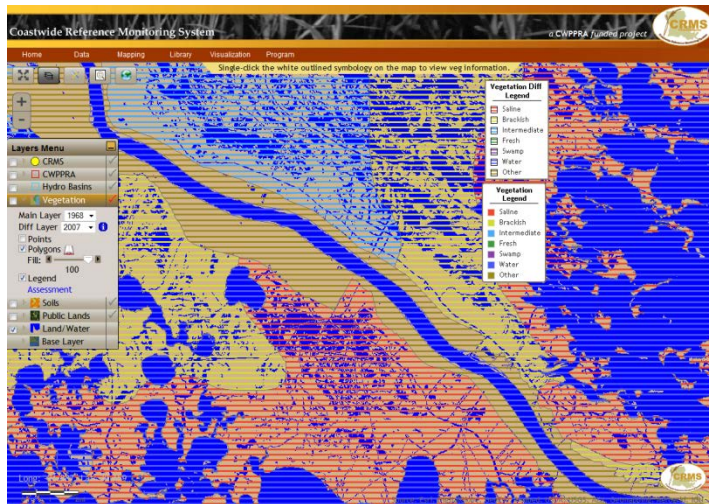 Coastwide Reference Monitoring System
a CWPPRA funded project
CRMS
Home Data Mapping Library Visualization Program
Single-click the white outlined symbology on the map to view veg information.
Vegetation Diff
Legend
Saline
Brackish
Intermediate
Fresh
Swamp
Water
Other
Vegetation
Legend
Saline
Brackish
Intermediate
Fresh
Swamp
Water
Other
+
-
Layers Menu
CRMS
CWPPRA
Hydro Basins
Vegetation
Main Layer 1968
Diff Layer 2007
Points
Polygons
Fill:
100
Legend
Assessment
Soils
Public Lands
Land/Water
Base Layer
CRMS